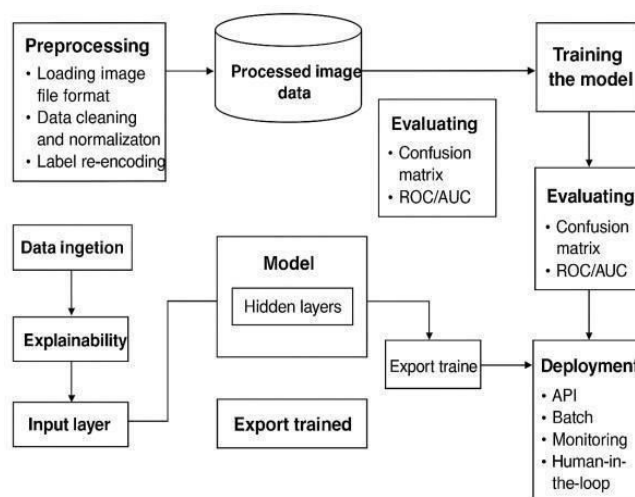 Preprocessing
• Loading image
file format
• Data cleaning
and normalizaton
• Label re-encoding
Processed image
data
Training
the model
Evaluating
• Confusion
matrix
• ROC/AUC
Evaluating
• Confusion
matrix
• ROC/AUC
Data ingestion
Explainability
Input layer
Model
Hidden layers
Export trained
Export traine
Deployment
• API
• Batch
• Monitoring
• Human-in-
the-loop